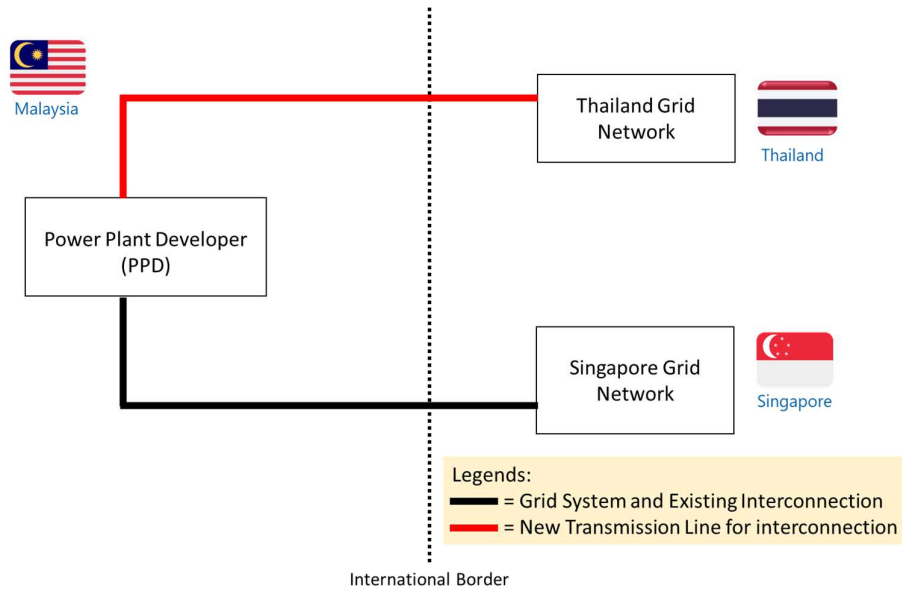 Malaysia
Thailand Grid
Network
Thailand
Power Plant Developer
(PPD)
Singapore Grid
Network
Singapore
Legends:
= Grid System and Existing Interconnection
= New Transmission Line for interconnection
International Border